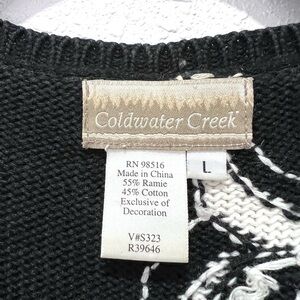 Coldwater Creek
L
RN 98516
Made in China
55% Ramie
45% Cotton
Exclusive of
Decoration
V#S323
R39646